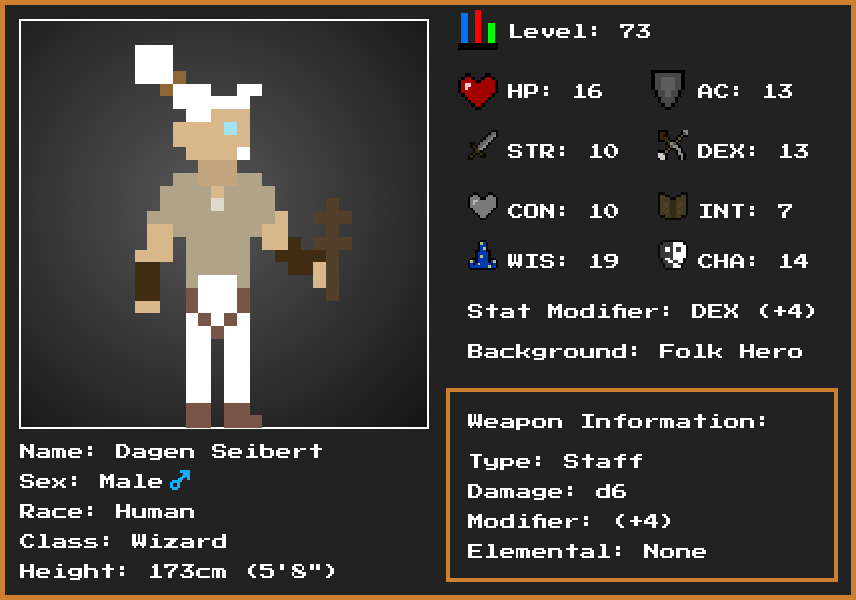 Level: 73
HP: 16 AC: 13
STR: 10 DEX: 13
CON: 10 INT: 7
WIS: 19 CHA: 14
Stat Modifier: DEX (+4)
Background: Folk Hero
Weapon Information:
Type: Staff
Damage: d6
Modifier: (+4)
Elemental: None
Name: Dagen Seibert
Sex: Male♂
Race: Human
Class: Wizard
Height: 173cm (5'8")